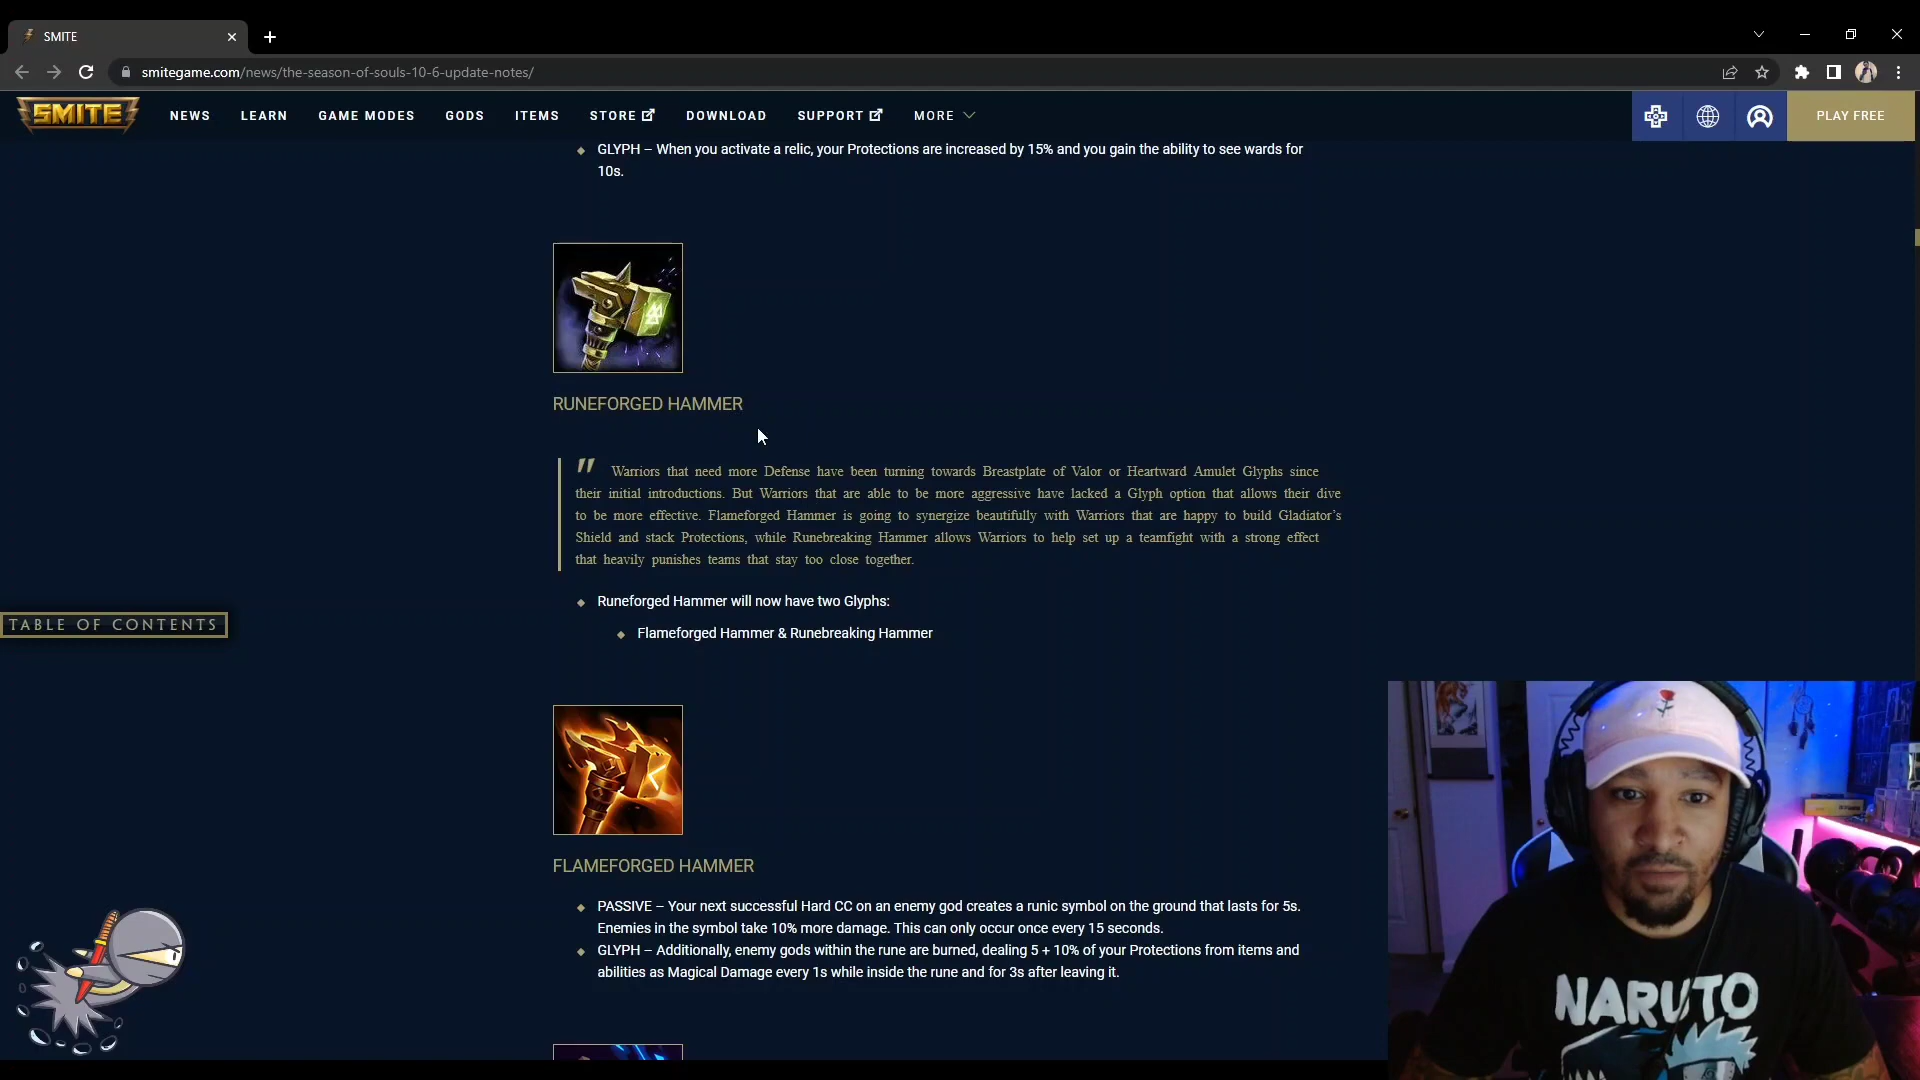 SMITE
smitegame.com/news/the-season-of-souls-10-6-update-notes/
SMITE NEWS LEARN GAME MODES GODS ITEMS STORE DOWNLOAD SUPPORT MORE PLAY FREE
GLYPH – When you activate a relic, your Protections are increased by 15% and you gain the ability to see wards for
10s.
RUNEFORGED HAMMER
" Warriors that need more Defense have been turning towards Breastplate of Valor or Heartward Amulet Glyphs since
their initial introductions. But Warriors that are able to be more aggressive have lacked a Glyph option that allows their dive
to be more effective. Flameforged Hammer is going to synergize beautifully with Warriors that are happy to build Gladiator’s
Shield and stack Protections, while Runebreaking Hammer allows Warriors to help set up a teamfight with a strong effect
that heavily punishes teams that stay too close together.
Runeforged Hammer will now have two Glyphs:
TABLE OF CONTENTS
Flameforged Hammer & Runebreaking Hammer
FLAMEFORGED HAMMER
PASSIVE – Your next successful Hard CC on an enemy god creates a runic symbol on the ground that lasts for 5s.
Enemies in the symbol take 10% more damage. This can only occur once every 15 seconds.
GLYPH – Additionally, enemy gods within the rune are burned, dealing 5 + 10% of your Protections from items and
abilities as Magical Damage every 1s while inside the rune and for 3s after leaving it.
NARUTO